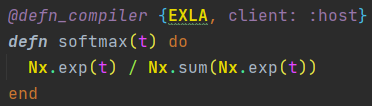 @defn_compiler {EXLA, client: :host}
defn softmax(t) do
  Nx.exp(t) / Nx.sum(Nx.exp(t))
end